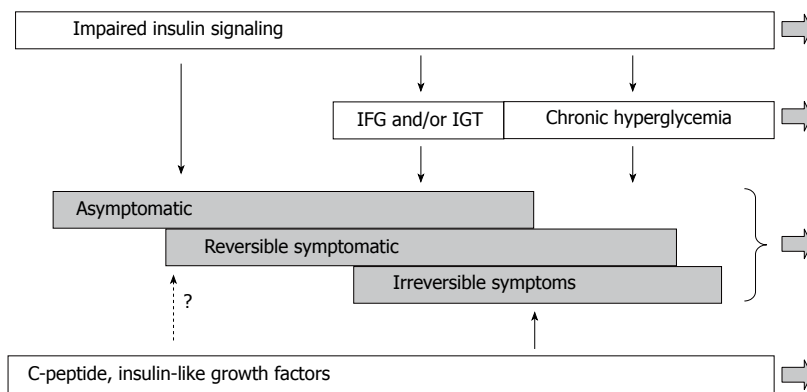 Impaired insulin signaling
IFG and/or IGT
Chronic hyperglycemia
Asymptomatic
Reversible symptomatic
Irreversible symptoms
?
C-peptide, insulin-like growth factors